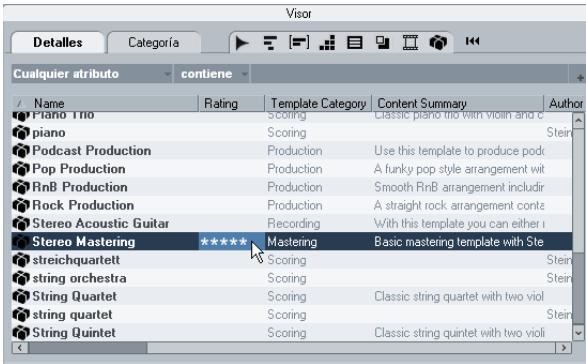 Visor
Detalles Categoría
Cualquier atributo contiene
Name Rating Template Category Content Summary Author
Piano Trio Scoring Classic piano trio with violin and c
piano Scoring Stein
Podcast Production Production Use this template to produce podc
Pop Production Production A funky pop style arrangement wit
RnB Production Production Smooth RnB arrangement includin
Rock Production Production A straight rock arrangement conta
Stereo Acoustic Guitar Recording With this template you can either
Stereo Mastering ***** Mastering Basic mastering template with Ste
streichquartett Scoring Stein
string orchestra Scoring Stein
String Quartet Scoring Classic string quartet with two viol
string quartet Scoring Stein
String Quintet Scoring Classic string quintet with two violi